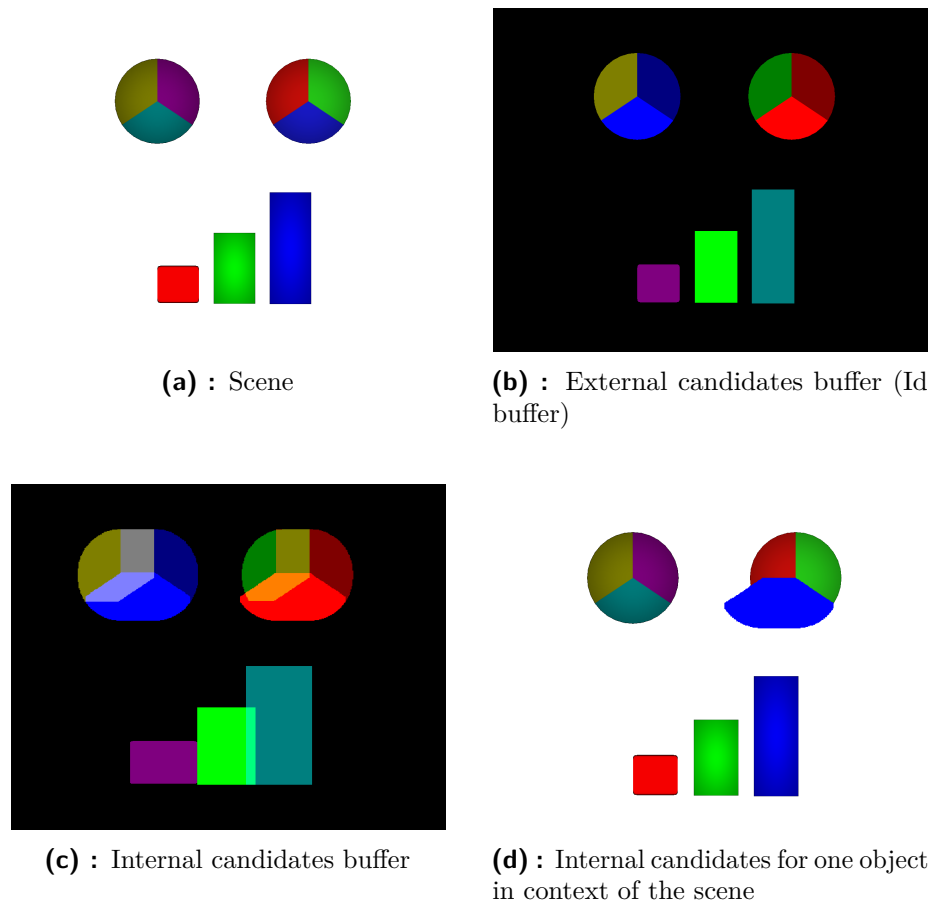 (a) : Scene
(b) : External candidates buffer (Id
buffer)
(c) : Internal candidates buffer
(d) : Internal candidates for one object
in context of the scene